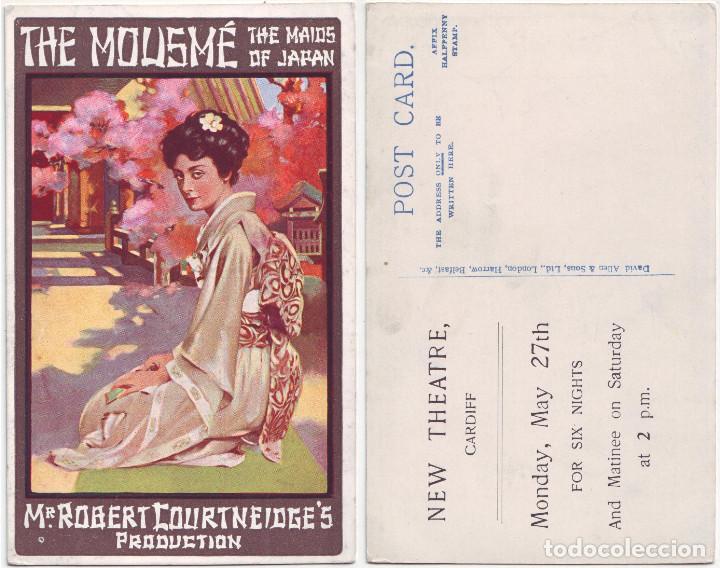 THE MOUSMÉ
THE MAIDS
OF JAPAN
MR ROBERT COURTNEIDGE'S
PRODUCTION
POST CARD.
AFFIX
HALFPENNY
STAMP.
THE ADDRESS ONLY TO BE
WRITTEN HERE.
David Allen & Sons, Ltd., London, Harrow, Belfast, &c.
NEW THEATRE,
CARDIFF
Monday, May 27th
FOR SIX NIGHTS
And Matinee on Saturday
at 2 p.m.
todocoleccion